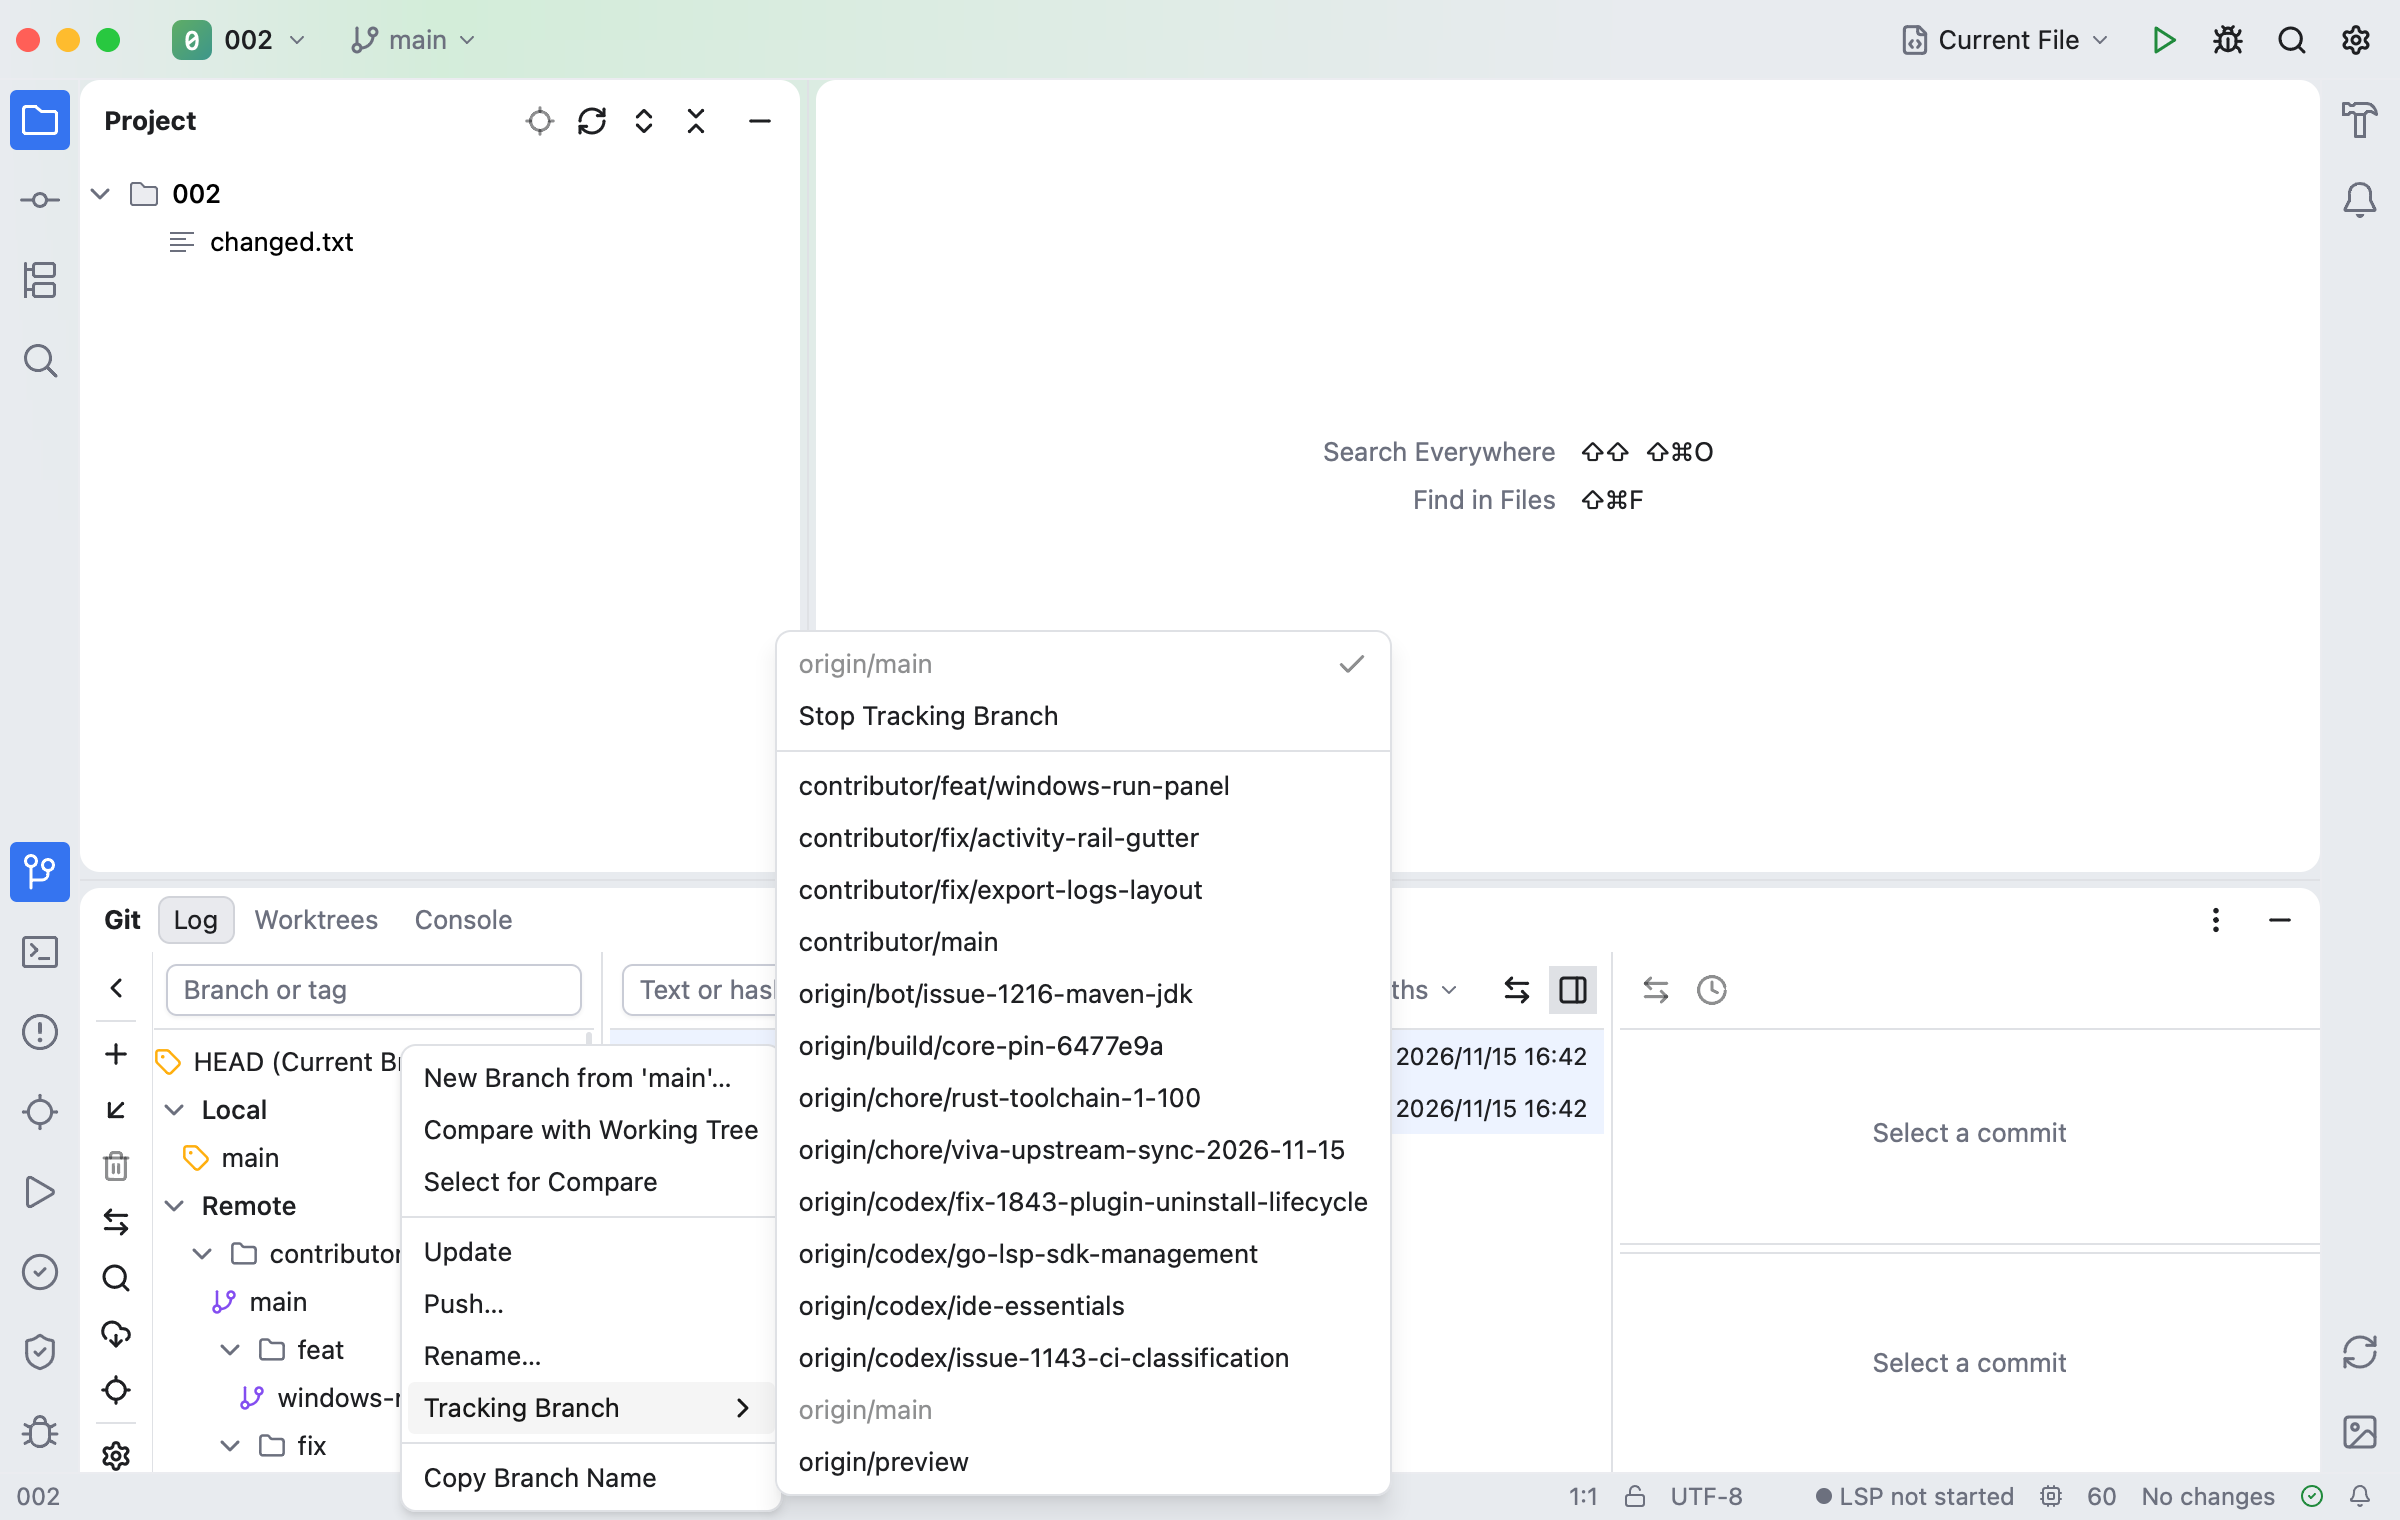 0 002 main
Current File
Project
002
changed.txt
Search Everywhere ⇧⇧ ⇧⌘O
Find in Files ⇧⌘F
origin/main
Stop Tracking Branch
contributor/feat/windows-run-panel
contributor/fix/activity-rail-gutter
contributor/fix/export-logs-layout
contributor/main
origin/bot/issue-1216-maven-jdk
origin/build/core-pin-6477e9a
origin/chore/rust-toolchain-1-100
origin/chore/viva-upstream-sync-2026-11-15
origin/codex/fix-1843-plugin-uninstall-lifecycle
origin/codex/go-lsp-sdk-management
origin/codex/ide-essentials
origin/codex/issue-1143-ci-classification
origin/main
origin/preview
Git Log Worktrees Console
Branch or tag
Text or hash
ths
HEAD (Current Br
Local
main
Remote
contributor
main
feat
windows-r
fix
New Branch from 'main'...
Compare with Working Tree
Select for Compare
Update
Push...
Rename...
Tracking Branch
Copy Branch Name
2026/11/15 16:42
2026/11/15 16:42
Select a commit
Select a commit
002
1:1 UTF-8 LSP not started 60 No changes